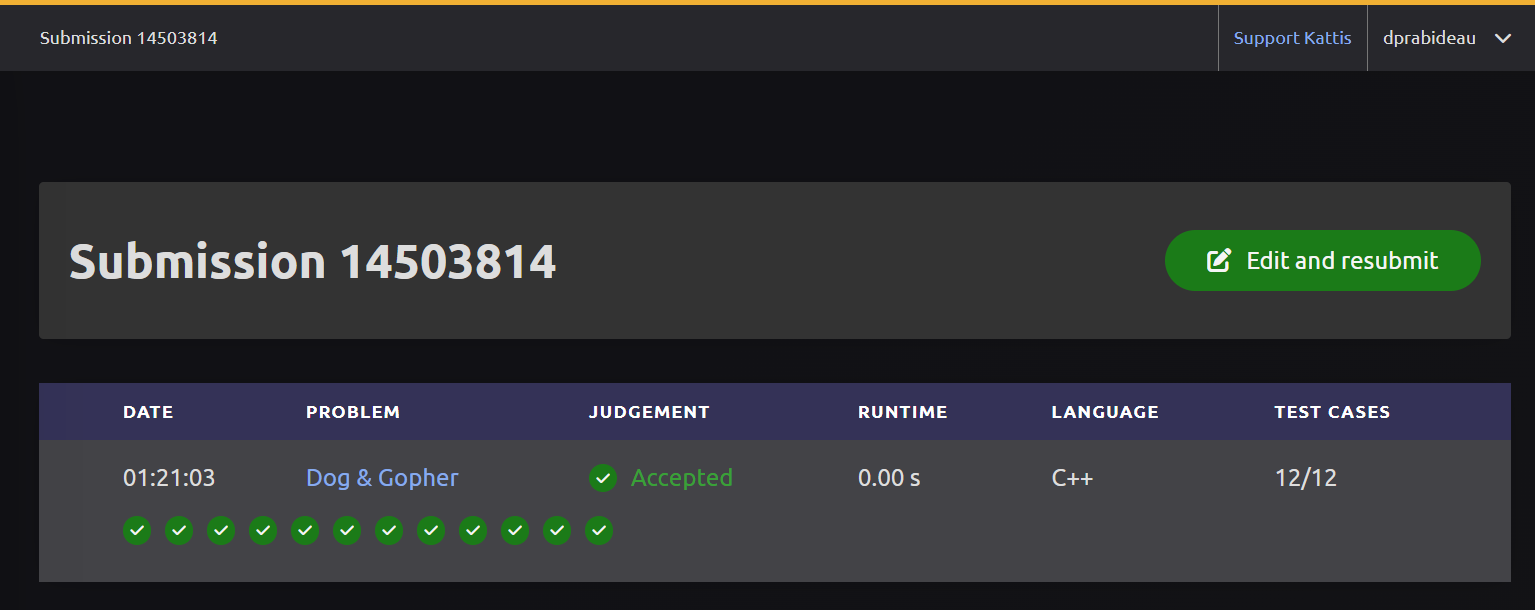 Submission 14503814 Support Kattis dprabideau
Submission 14503814 Edit and resubmit
DATE PROBLEM JUDGEMENT RUNTIME LANGUAGE TEST CASES
01:21:03 Dog & Gopher Accepted 0.00 s C++ 12/12